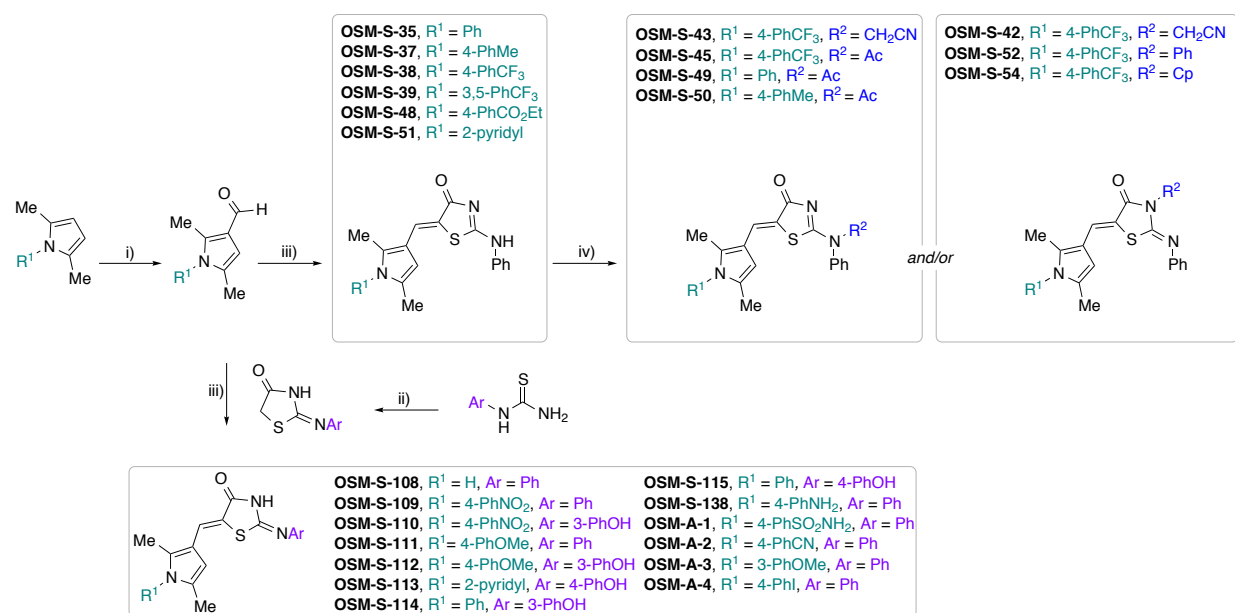 OSM-S-35, R¹ = Ph
OSM-S-37, R¹ = 4-PhMe
OSM-S-38, R¹ = 4-PhCF₃
OSM-S-39, R¹ = 3,5-PhCF₃
OSM-S-48, R¹ = 4-PhCO₂Et
OSM-S-51, R¹ = 2-pyridyl
OSM-S-43, R¹ = 4-PhCF₃, R² = CH₂CN
OSM-S-45, R¹ = 4-PhCF₃, R² = Ac
OSM-S-49, R¹ = Ph, R² = Ac
OSM-S-50, R¹ = 4-PhMe, R² = Ac
OSM-S-42, R¹ = 4-PhCF₃, R² = CH₂CN
OSM-S-52, R¹ = 4-PhCF₃, R² = Ph
OSM-S-54, R¹ = 4-PhCF₃, R² = Cp
Me
N
R¹
Me
i)
O
H
Me
N
R¹
Me
iii)
O
N
S
NH
Ph
Me
N
R¹
Me
iv)
O
N
S
N
R²
Ph
Me
N
R¹
Me
and/or
O
R²
N
S
N
Ph
Me
N
R¹
Me
iii)
O
NH
S
NAr
ii)
S
Ar
N
H
NH₂
O
NH
S
NAr
Me
N
R¹
Me
OSM-S-108, R¹ = H, Ar = Ph
OSM-S-109, R¹ = 4-PhNO₂, Ar = Ph
OSM-S-110, R¹ = 4-PhNO₂, Ar = 3-PhOH
OSM-S-111, R¹= 4-PhOMe, Ar = Ph
OSM-S-112, R¹ = 4-PhOMe, Ar = 3-PhOH
OSM-S-113, R¹ = 2-pyridyl, Ar = 4-PhOH
OSM-S-114, R¹ = Ph, Ar = 3-PhOH
OSM-S-115, R¹ = Ph, Ar = 4-PhOH
OSM-S-138, R¹ = 4-PhNH₂, Ar = Ph
OSM-A-1, R¹ = 4-PhSO₂NH₂, Ar = Ph
OSM-A-2, R¹ = 4-PhCN, Ar = Ph
OSM-A-3, R¹ = 3-PhOMe, Ar = Ph
OSM-A-4, R¹ = 4-PhI, Ar = Ph